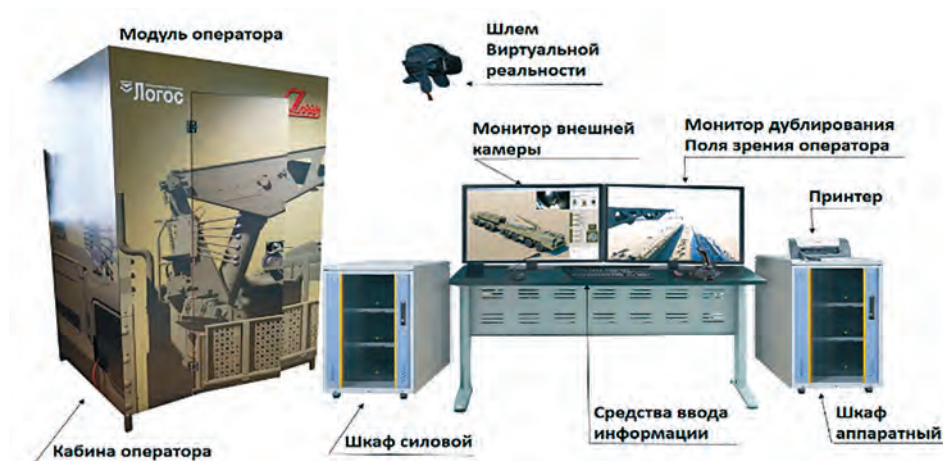 Модуль оператора
Шлем
Виртуальной
реальности
Логос
Монитор внешней
камеры
Монитор дублирования
Поля зрения оператора
Принтер
Кабина оператора
Шкаф силовой
Средства ввода
информации
Шкаф
аппаратный